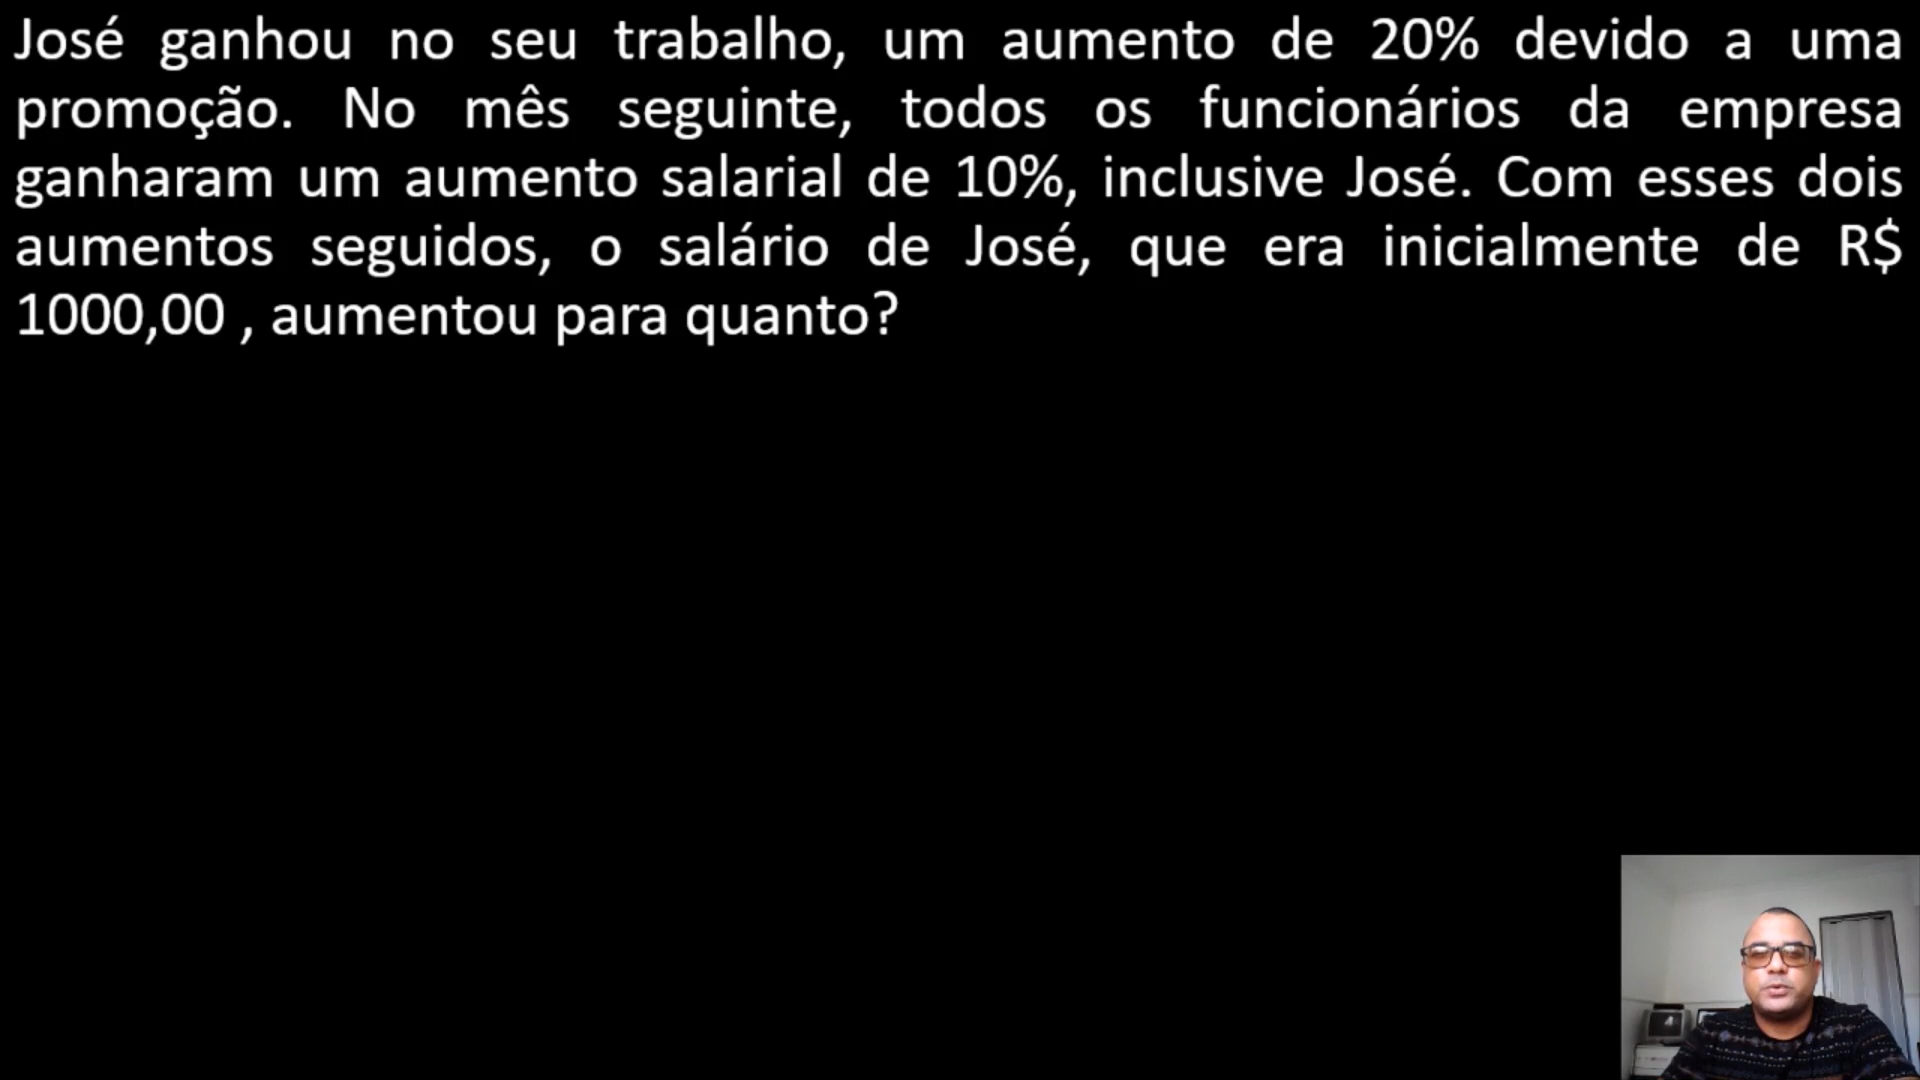 José ganhou no seu trabalho, um aumento de 20% devido a uma
promoção. No mês seguinte, todos os funcionários da empresa
ganharam um aumento salarial de 10%, inclusive José. Com esses dois
aumentos seguidos, o salário de José, que era inicialmente de R$
1000,00 , aumentou para quanto?